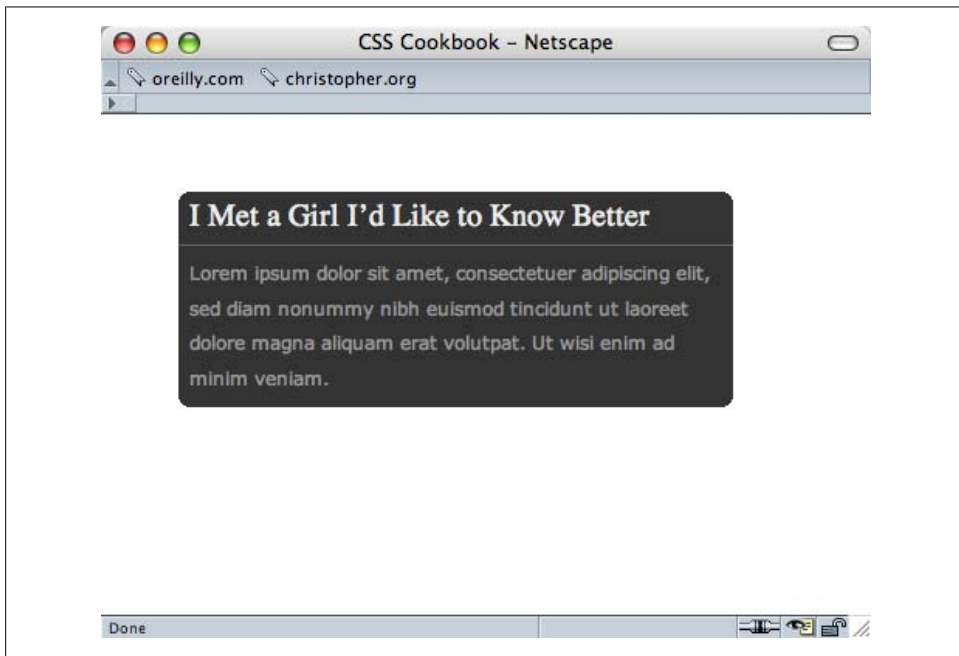 CSS Cookbook – Netscape
oreilly.com christopher.org
I Met a Girl I’d Like to Know Better
Lorem ipsum dolor sit amet, consectetuer adipiscing elit,
sed diam nonummy nibh euismod tincidunt ut laoreet
dolore magna aliquam erat volutpat. Ut wisi enim ad
minim veniam.
Done